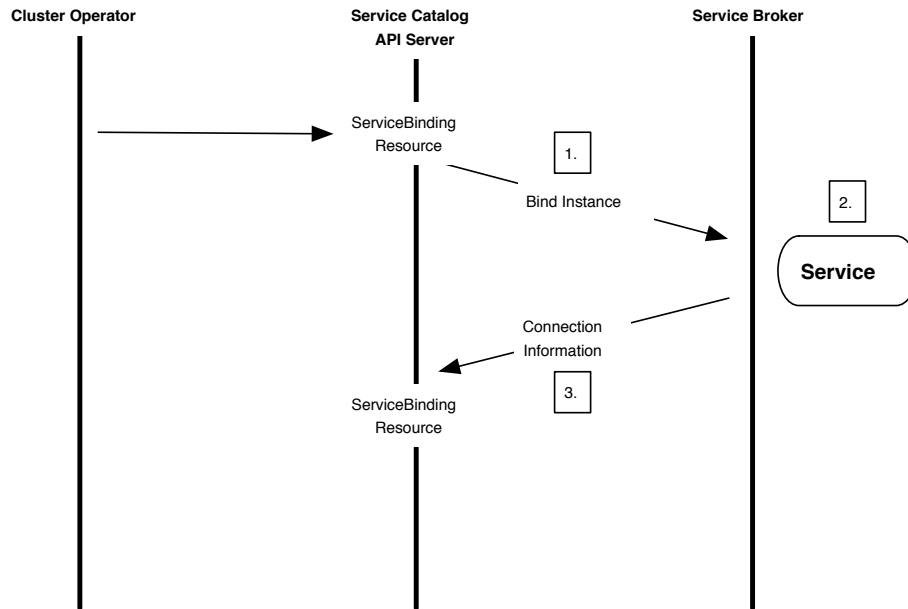 Cluster Operator
Service Catalog
API Server
Service Broker
ServiceBinding
Resource
1.
Bind Instance
2.
Service
Connection
Information
3.
ServiceBinding
Resource